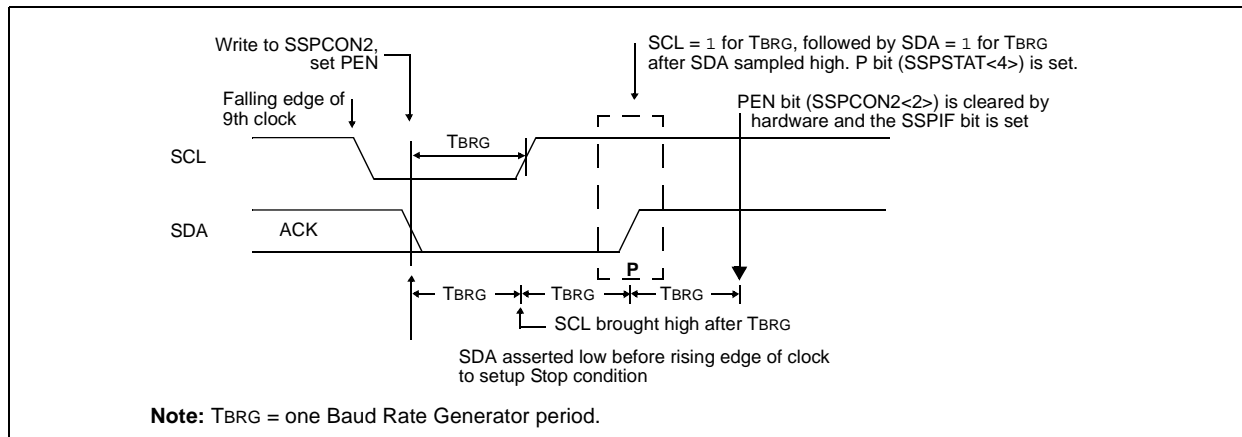 Write to SSPCON2,
set PEN
SCL = 1 for TBRG, followed by SDA = 1 for TBRG
after SDA sampled high. P bit (SSPSTAT<4>) is set.
Falling edge of
9th clock
PEN bit (SSPCON2<2>) is cleared by
hardware and the SSPIF bit is set
TBRG
SCL
SDA
ACK
P
TBRG
TBRG
TBRG
SCL brought high after TBRG
SDA asserted low before rising edge of clock
to setup Stop condition
Note: TBRG = one Baud Rate Generator period.